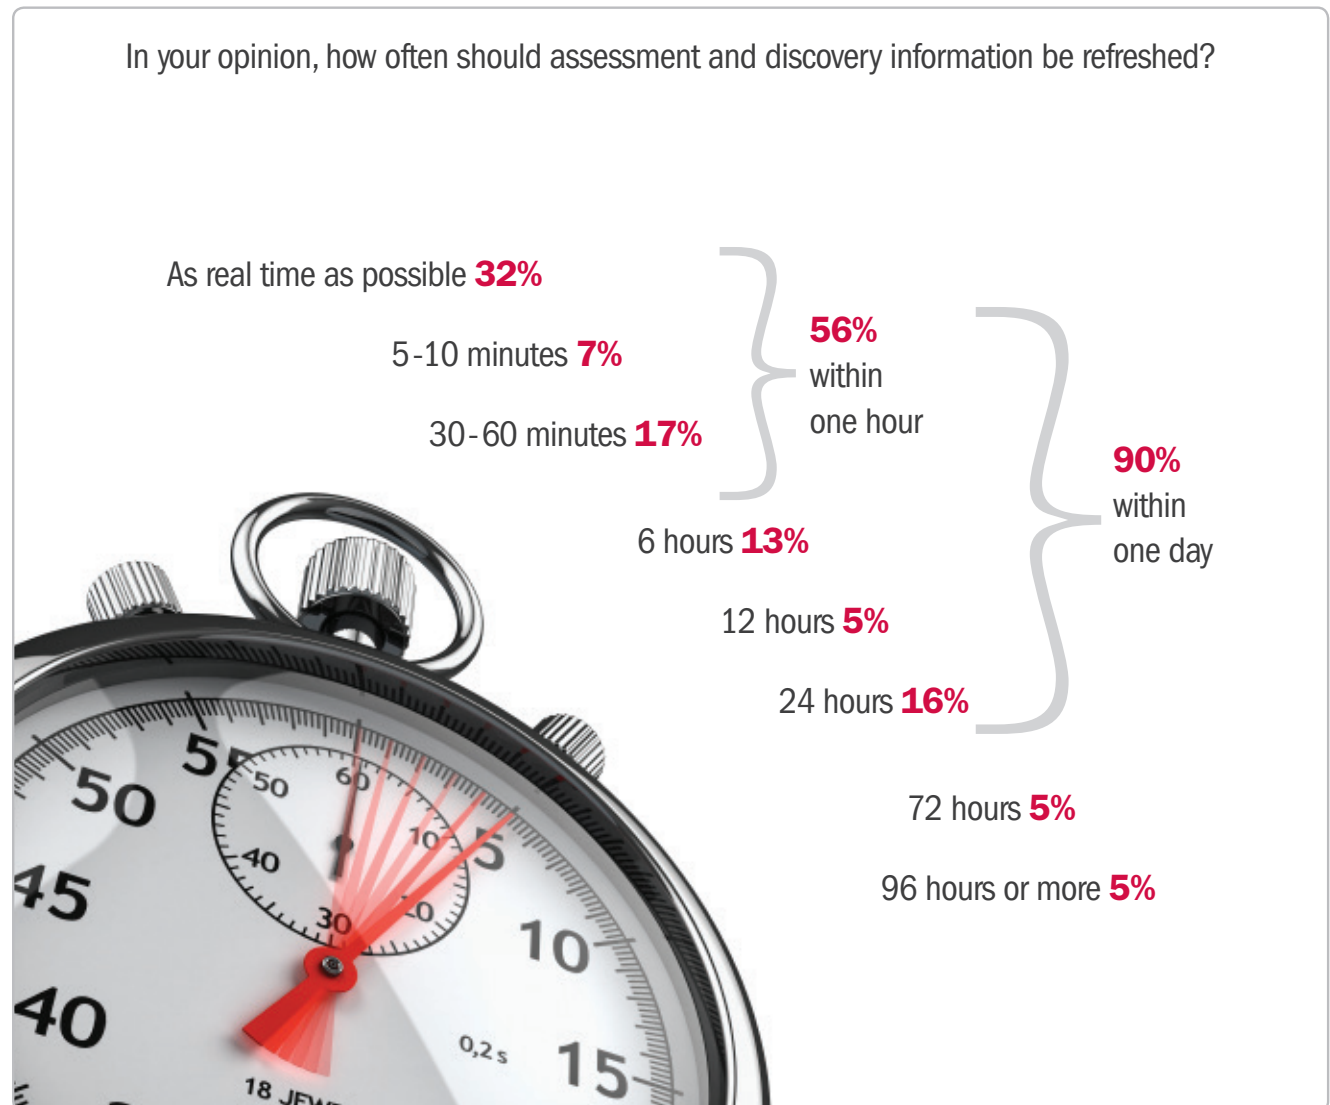 In your opinion, how often should assessment and discovery information be refreshed?
As real time as possible 32%
5-10 minutes 7%
30-60 minutes 17%
56%
within
one hour
6 hours 13%
12 hours 5%
24 hours 16%
90%
within
one day
72 hours 5%
96 hours or more 5%
55
50
45
40
5
10
15
60
50
40
30
20
10
0,2 s
18